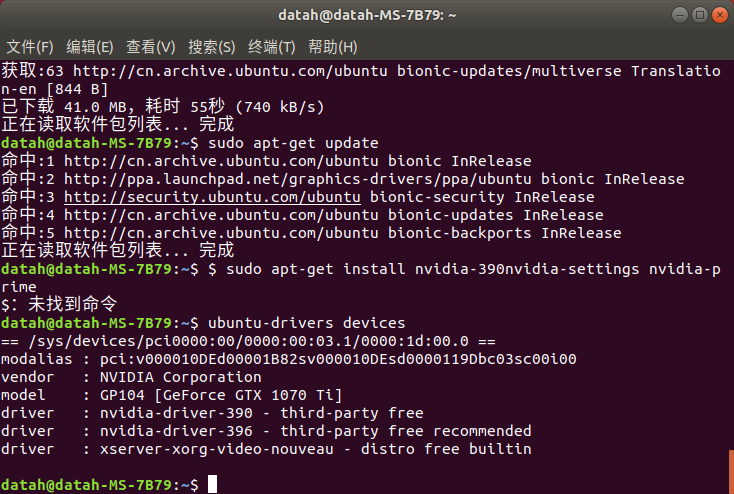 datah@datah-MS-7B79: ~
文件(F) 编辑(E) 查看(V) 搜索(S) 终端(T) 帮助(H)
获取:63 http://cn.archive.ubuntu.com/ubuntu bionic-updates/multiverse Translatio
n-en [844 B]
已下载 41.0 MB，耗时 55秒 (740 kB/s)
正在读取软件包列表... 完成
datah@datah-MS-7B79:~$ sudo apt-get update
命中:1 http://cn.archive.ubuntu.com/ubuntu bionic InRelease
命中:2 http://ppa.launchpad.net/graphics-drivers/ppa/ubuntu bionic InRelease
命中:3 http://security.ubuntu.com/ubuntu bionic-security InRelease
命中:4 http://cn.archive.ubuntu.com/ubuntu bionic-updates InRelease
命中:5 http://cn.archive.ubuntu.com/ubuntu bionic-backports InRelease
正在读取软件包列表... 完成
datah@datah-MS-7B79:~$ $ sudo apt-get install nvidia-390nvidia-settings nvidia-p
rime
$：未找到命令
datah@datah-MS-7B79:~$ ubuntu-drivers devices
== /sys/devices/pci0000:00/0000:00:03.1/0000:1d:00.0 ==
modalias : pci:v000010DEd00001B82sv000010DEsd0000119Dbc03sc00i00
vendor   : NVIDIA Corporation
model    : GP104 [GeForce GTX 1070 Ti]
driver   : nvidia-driver-390 - third-party free
driver   : nvidia-driver-396 - third-party free recommended
driver   : xserver-xorg-video-nouveau - distro free builtin
datah@datah-MS-7B79:~$